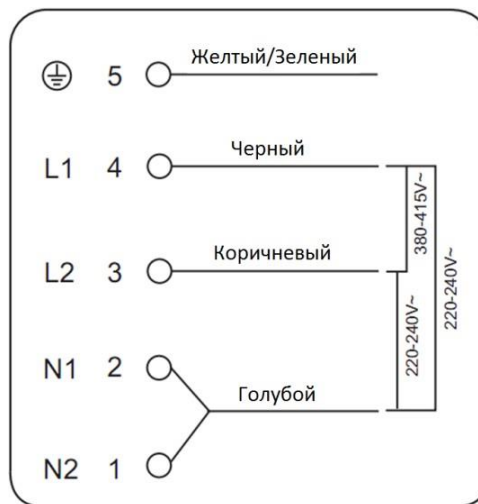 5 Желтый/Зеленый
L1 4 Черный
L2 3 Коричневый
N1 2
Голубой
N2 1
380-415V~
220-240V~
220-240V~